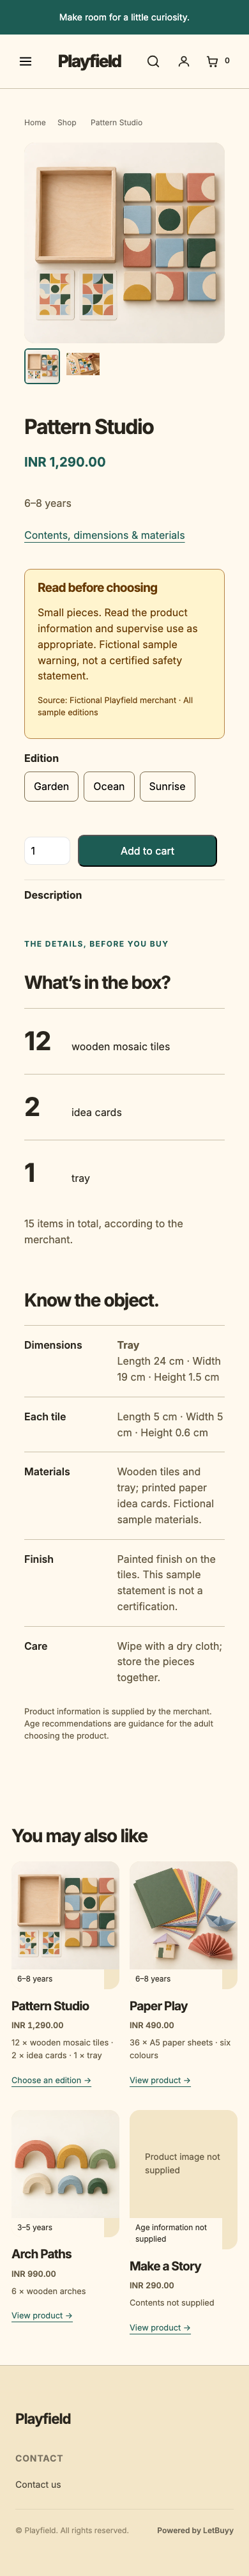 Make room for a little curiosity.
Playfield
0
Home Shop Pattern Studio
Pattern Studio
INR 1,290.00
6–8 years
Contents, dimensions & materials
Read before choosing
Small pieces. Read the product
information and supervise use as
appropriate. Fictional sample
warning, not a certified safety
statement.
Source: Fictional Playfield merchant · All
sample editions
Edition
Garden Ocean Sunrise
1 Add to cart
Description
THE DETAILS, BEFORE YOU BUY
What’s in the box?
12 wooden mosaic tiles
2 idea cards
1 tray
15 items in total, according to the
merchant.
Know the object.
Dimensions Tray
Length 24 cm · Width
19 cm · Height 1.5 cm
Each tile Length 5 cm · Width 5
cm · Height 0.6 cm
Materials Wooden tiles and
tray; printed paper
idea cards. Fictional
sample materials.
Finish Painted finish on the
tiles. This sample
statement is not a
certification.
Care Wipe with a dry cloth;
store the pieces
together.
Product information is supplied by the merchant.
Age recommendations are guidance for the adult
choosing the product.
You may also like
6–8 years
Pattern Studio
INR 1,290.00
12 × wooden mosaic tiles ·
2 × idea cards · 1 × tray
Choose an edition →
6–8 years
Paper Play
INR 490.00
36 × A5 paper sheets · six
colours
View product →
3–5 years
Arch Paths
INR 990.00
6 × wooden arches
View product →
Product image not
supplied
Age information not
supplied
Make a Story
INR 290.00
Contents not supplied
View product →
Playfield
CONTACT
Contact us
© Playfield. All rights reserved. Powered by LetBuyy